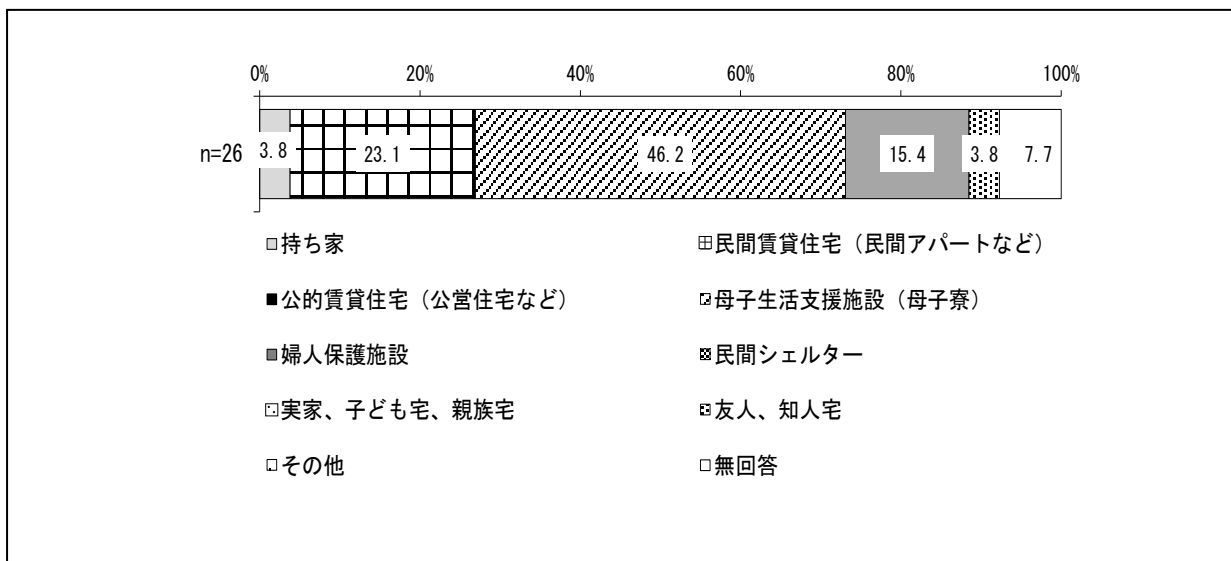 0% 20% 40% 60% 80% 100%
n=26 3.8 23.1 46.2 15.4 3.8 7.7
持ち家 民間賃貸住宅（民間アパートなど）
公的賃貸住宅（公営住宅など） 母子生活支援施設（母子寮）
婦人保護施設 民間シェルター
実家、子ども宅、親族宅 友人、知人宅
その他 無回答